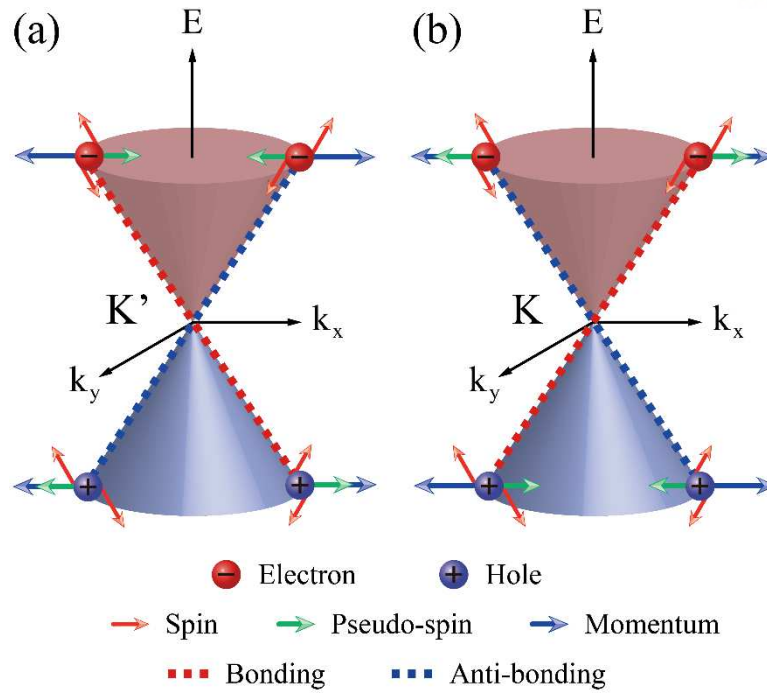 (a) E (b) E
K’ kx K kx
ky ky
Electron Hole
Spin Pseudo-spin Momentum
Bonding Anti-bonding